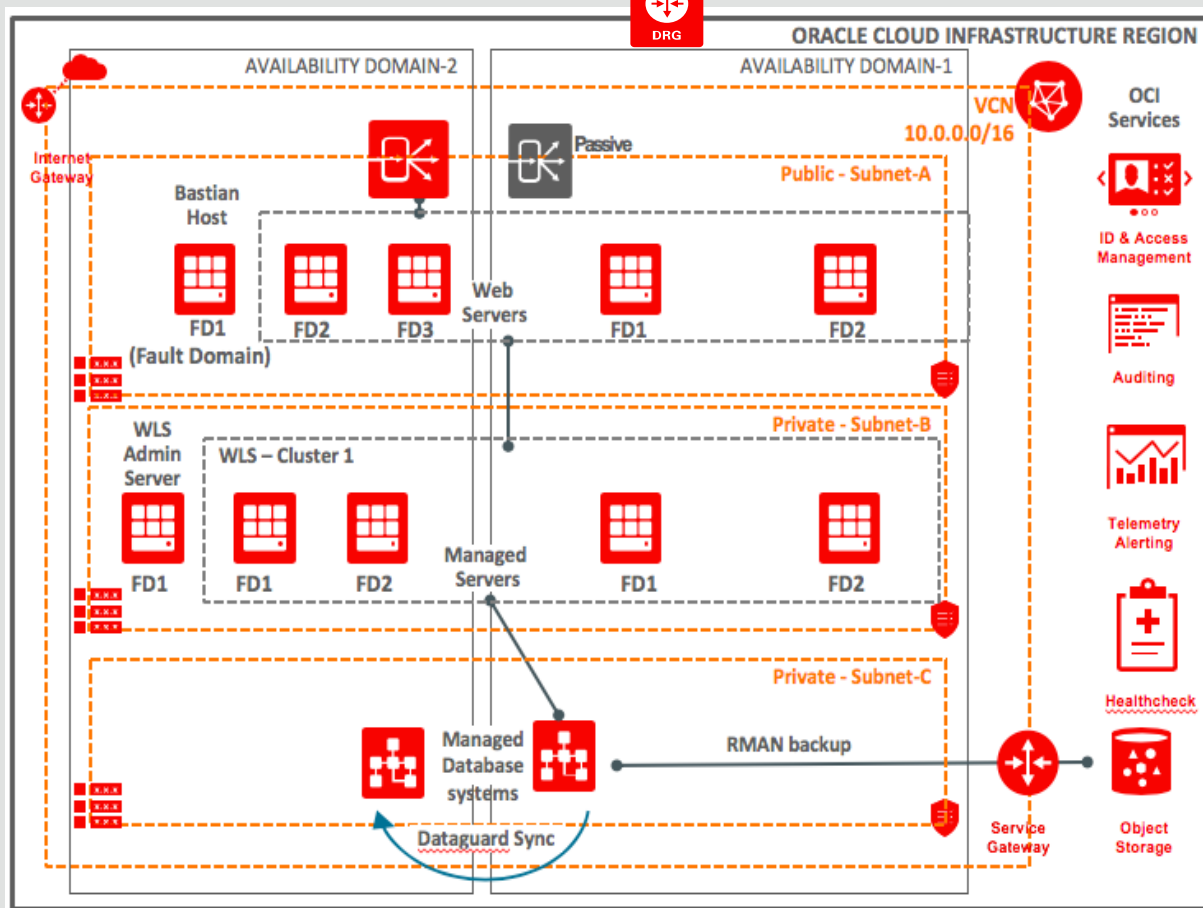 DRG
ORACLE CLOUD INFRASTRUCTURE REGION
AVAILABILITY DOMAIN-2
AVAILABILITY DOMAIN-1
VCN
10.0.0.0/16
OCI
Services
Internet
Gateway
Passive
Public - Subnet-A
Bastian
Host
ID & Access
Management
Web
Servers
FD1
FD2
FD3
FD1
FD2
(Fault Domain)
x.x.x
x.x.x
x.x.x
Auditing
Private - Subnet-B
WLS
Admin
Server
WLS – Cluster 1
Telemetry
Alerting
Managed
Servers
FD1
FD1
FD2
FD1
FD2
x.x.x
x.x.x
x.x.x
Private - Subnet-C
Healthcheck
Managed
Database
systems
RMAN backup
x.x.x
x.x.x
x.x.x
Dataguard Sync
Service
Gateway
Object
Storage